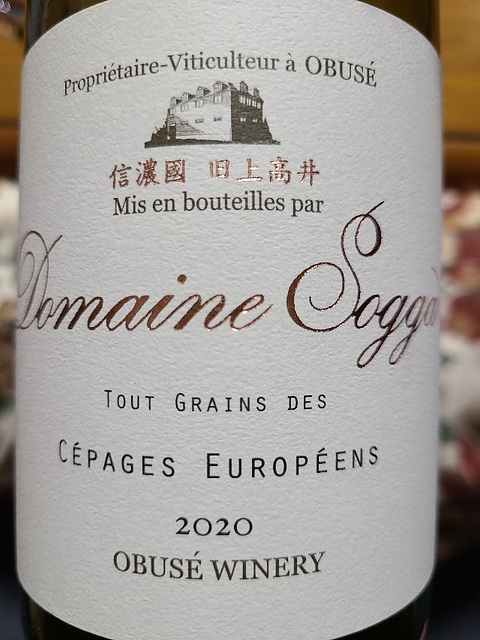 Propriétaire-Viticulteur à OBUSÉ
信濃國 旧上高井
Mis en bouteilles par
Domaine Sogga
TOUT GRAINS DES
CÉPAGES EUROPÉENS
2020
OBUSÉ WINERY